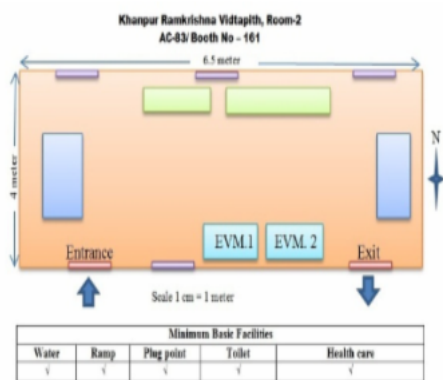 Khanpur Ramkrishna Vidtapith, Room-2
AC-83/ Booth No – 161
6.5 meter
4 meter
N
EVM.1 EVM. 2
Entrance Exit
Scale 1 cm = 1 meter
Minimum Basic Facilities
Water Ramp Plug point Toilet Health care
√ √ √ √ √